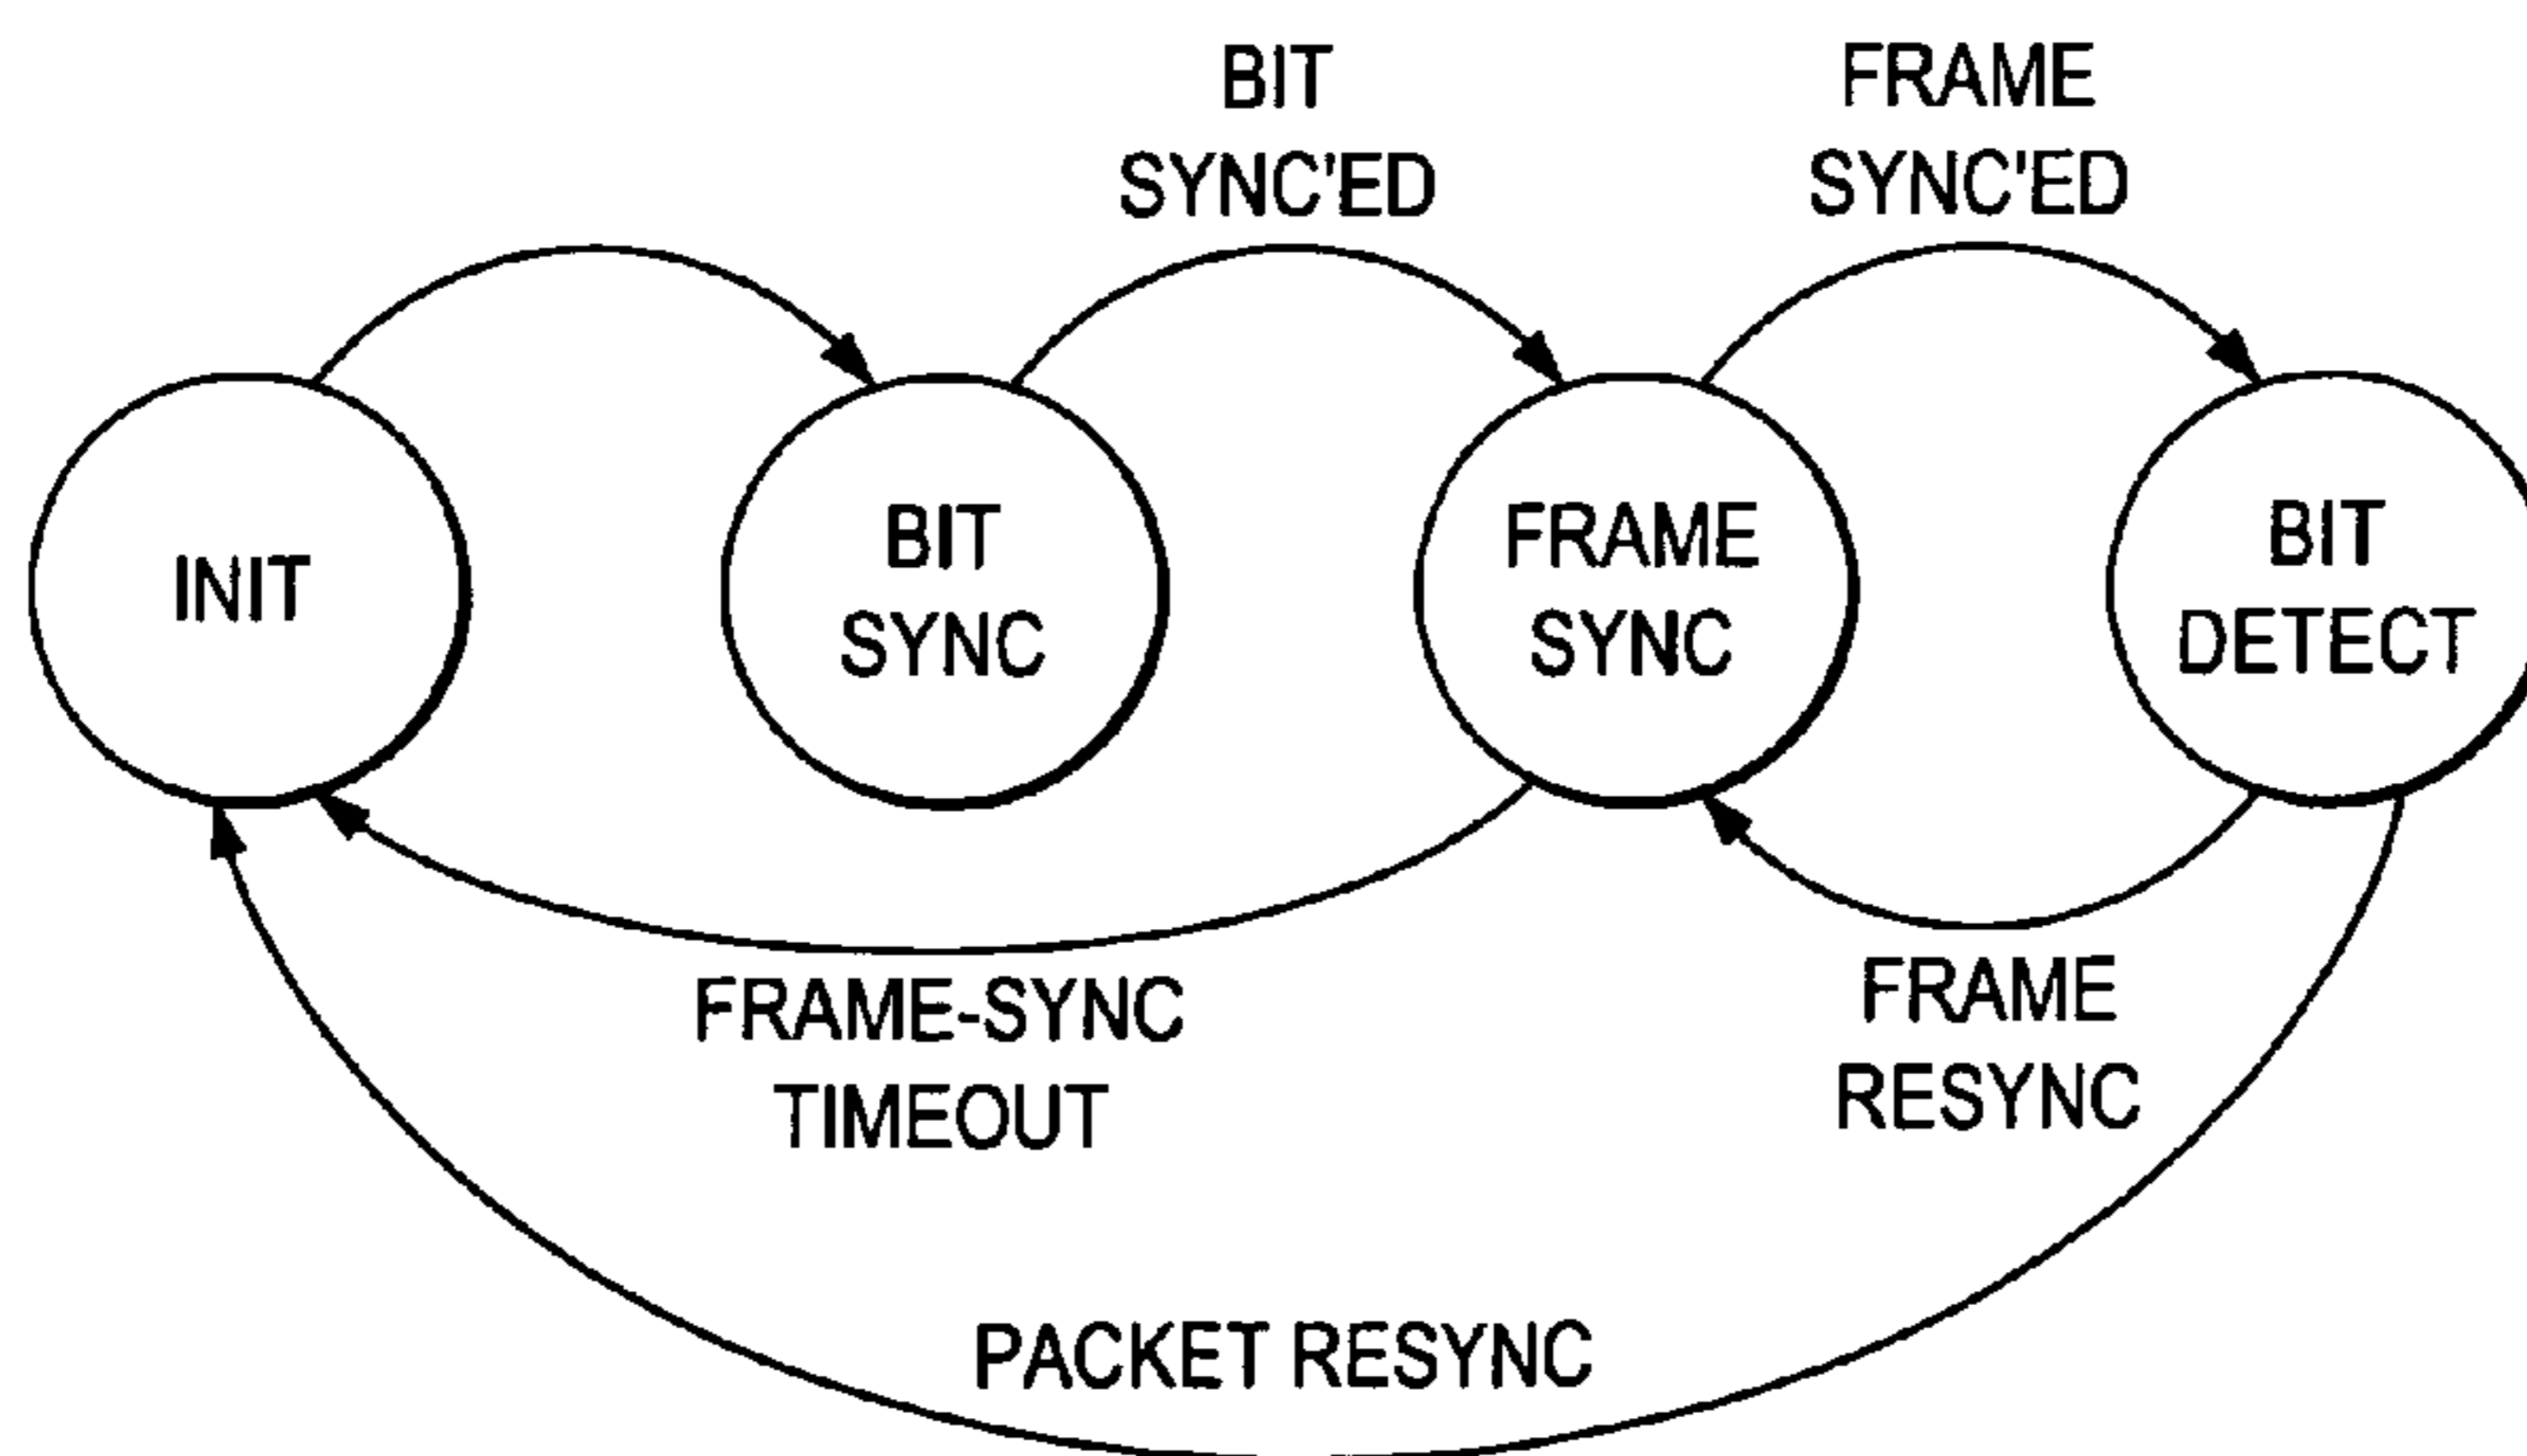 BIT
SYNC'ED
FRAME
SYNC'ED
INIT
BIT
SYNC
FRAME
SYNC
BIT
DETECT
FRAME-SYNC
TIMEOUT
FRAME
RESYNC
PACKET RESYNC